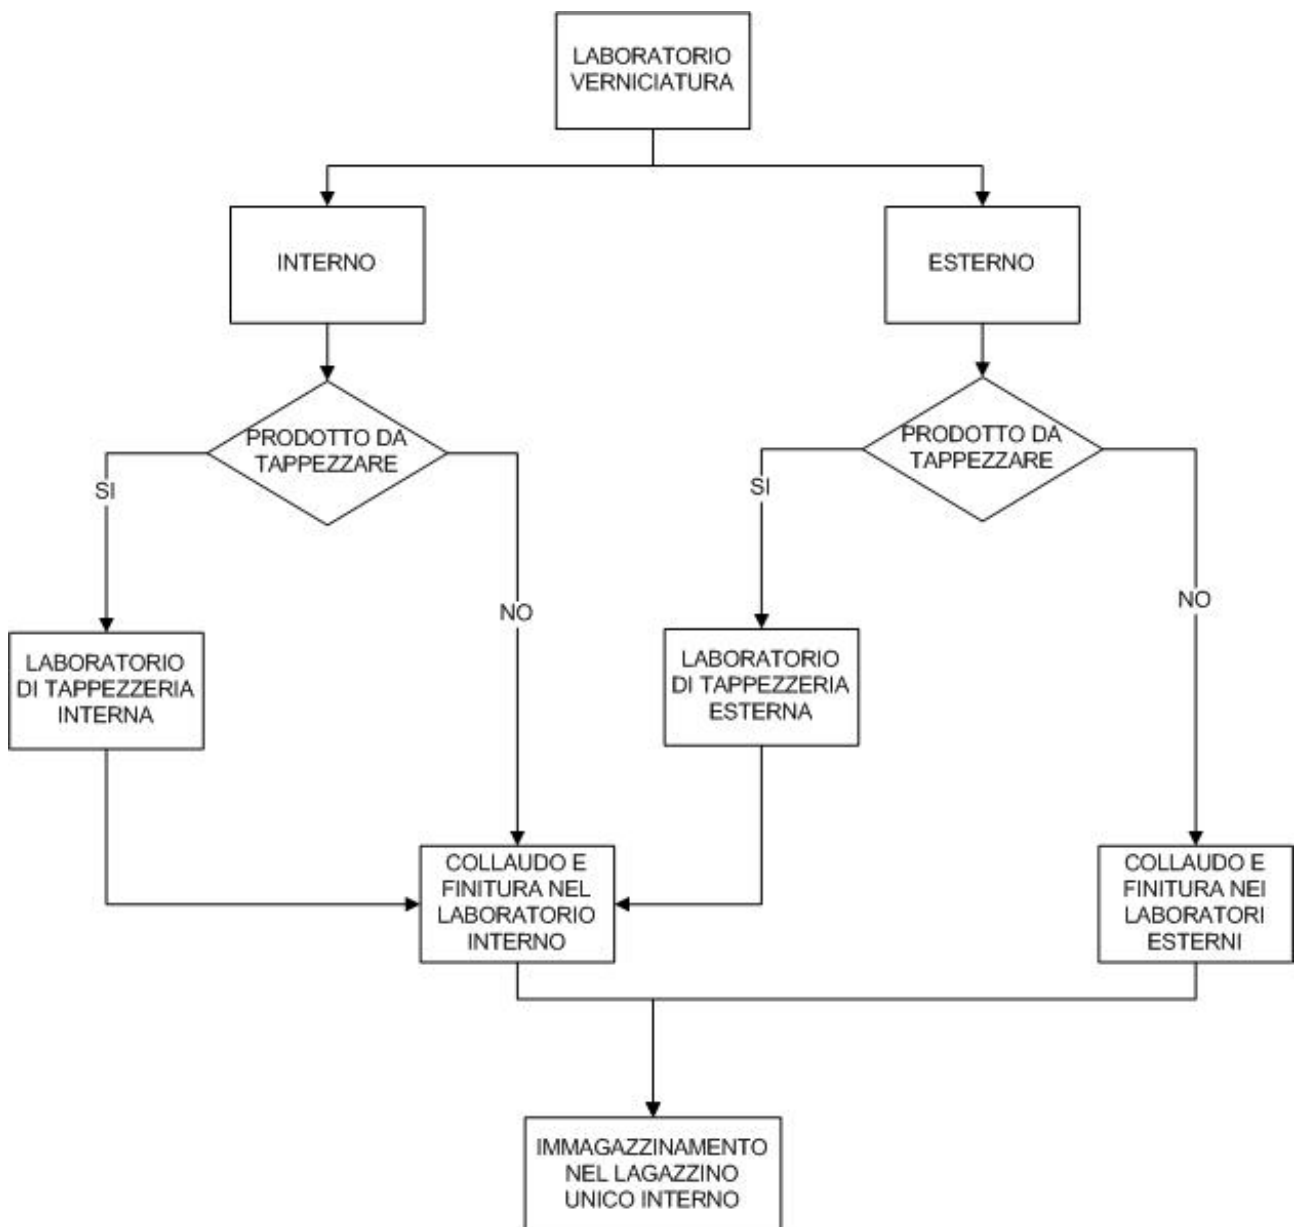 LABORATORIO
VERNICIATURA
INTERNO
ESTERNO
PRODOTTO DA
TAPPEZZARE
PRODOTTO DA
TAPPEZZARE
SI
NO
SI
NO
LABORATORIO
DI TAPPEZZERIA
INTERNA
LABORATORIO
DI TAPPEZZERIA
ESTERNA
COLLAUDO E
FINITURA NEL
LABORATORIO
INTERNO
COLLAUDO E
FINITURA NEI
LABORATORI
ESTERNI
IMMAGAZZINAMENTO
NEL LAGAZZINO
UNICO INTERNO